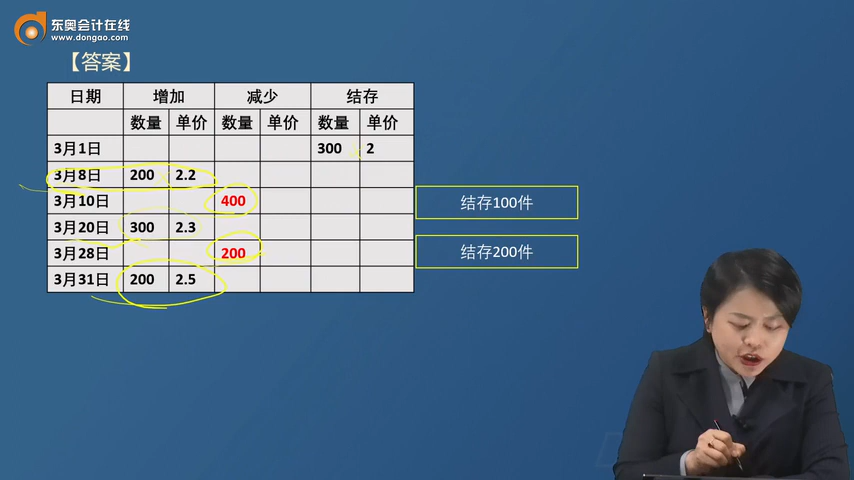 东奥会计在线
www.dongao.com
【答案】
日期 增加 减少 结存
数量 单价 数量 单价 数量 单价
3月1日 300 2
3月8日 200 2.2
3月10日 400
结存100件
3月20日 300 2.3
3月28日 200
结存200件
3月31日 200 2.5